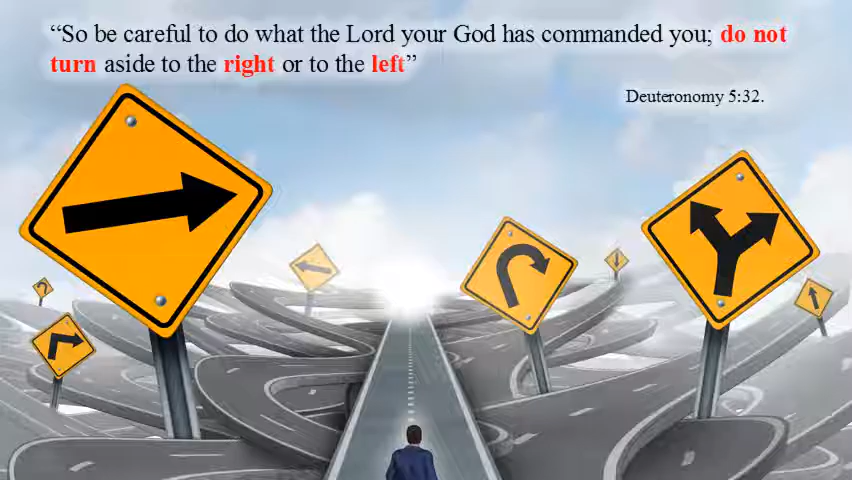 “So be careful to do what the Lord your God has commanded you; do not
turn aside to the right or to the left”
Deuteronomy 5:32.